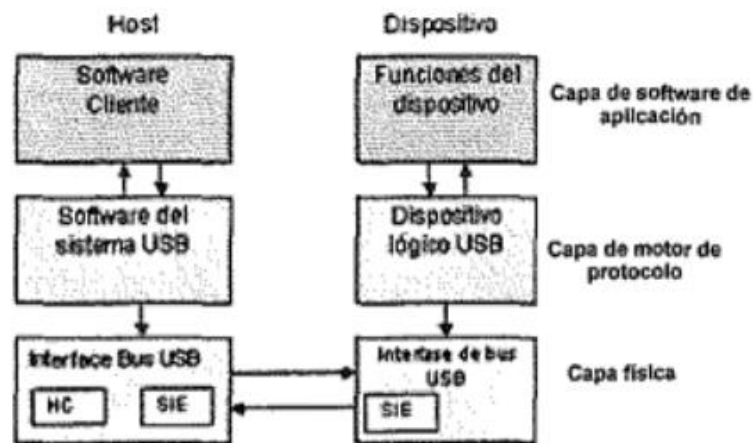 Host
Dispositivo
Software
Cliente
Funciones del
dispositivo
Capa de software de
aplicación
Software del
sistema USB
Dispositivo
lógico USB
Capa de motor de
protocolo
Interface Bus USB
HC
SIE
Interfase de bus
USB
SIE
Capa física